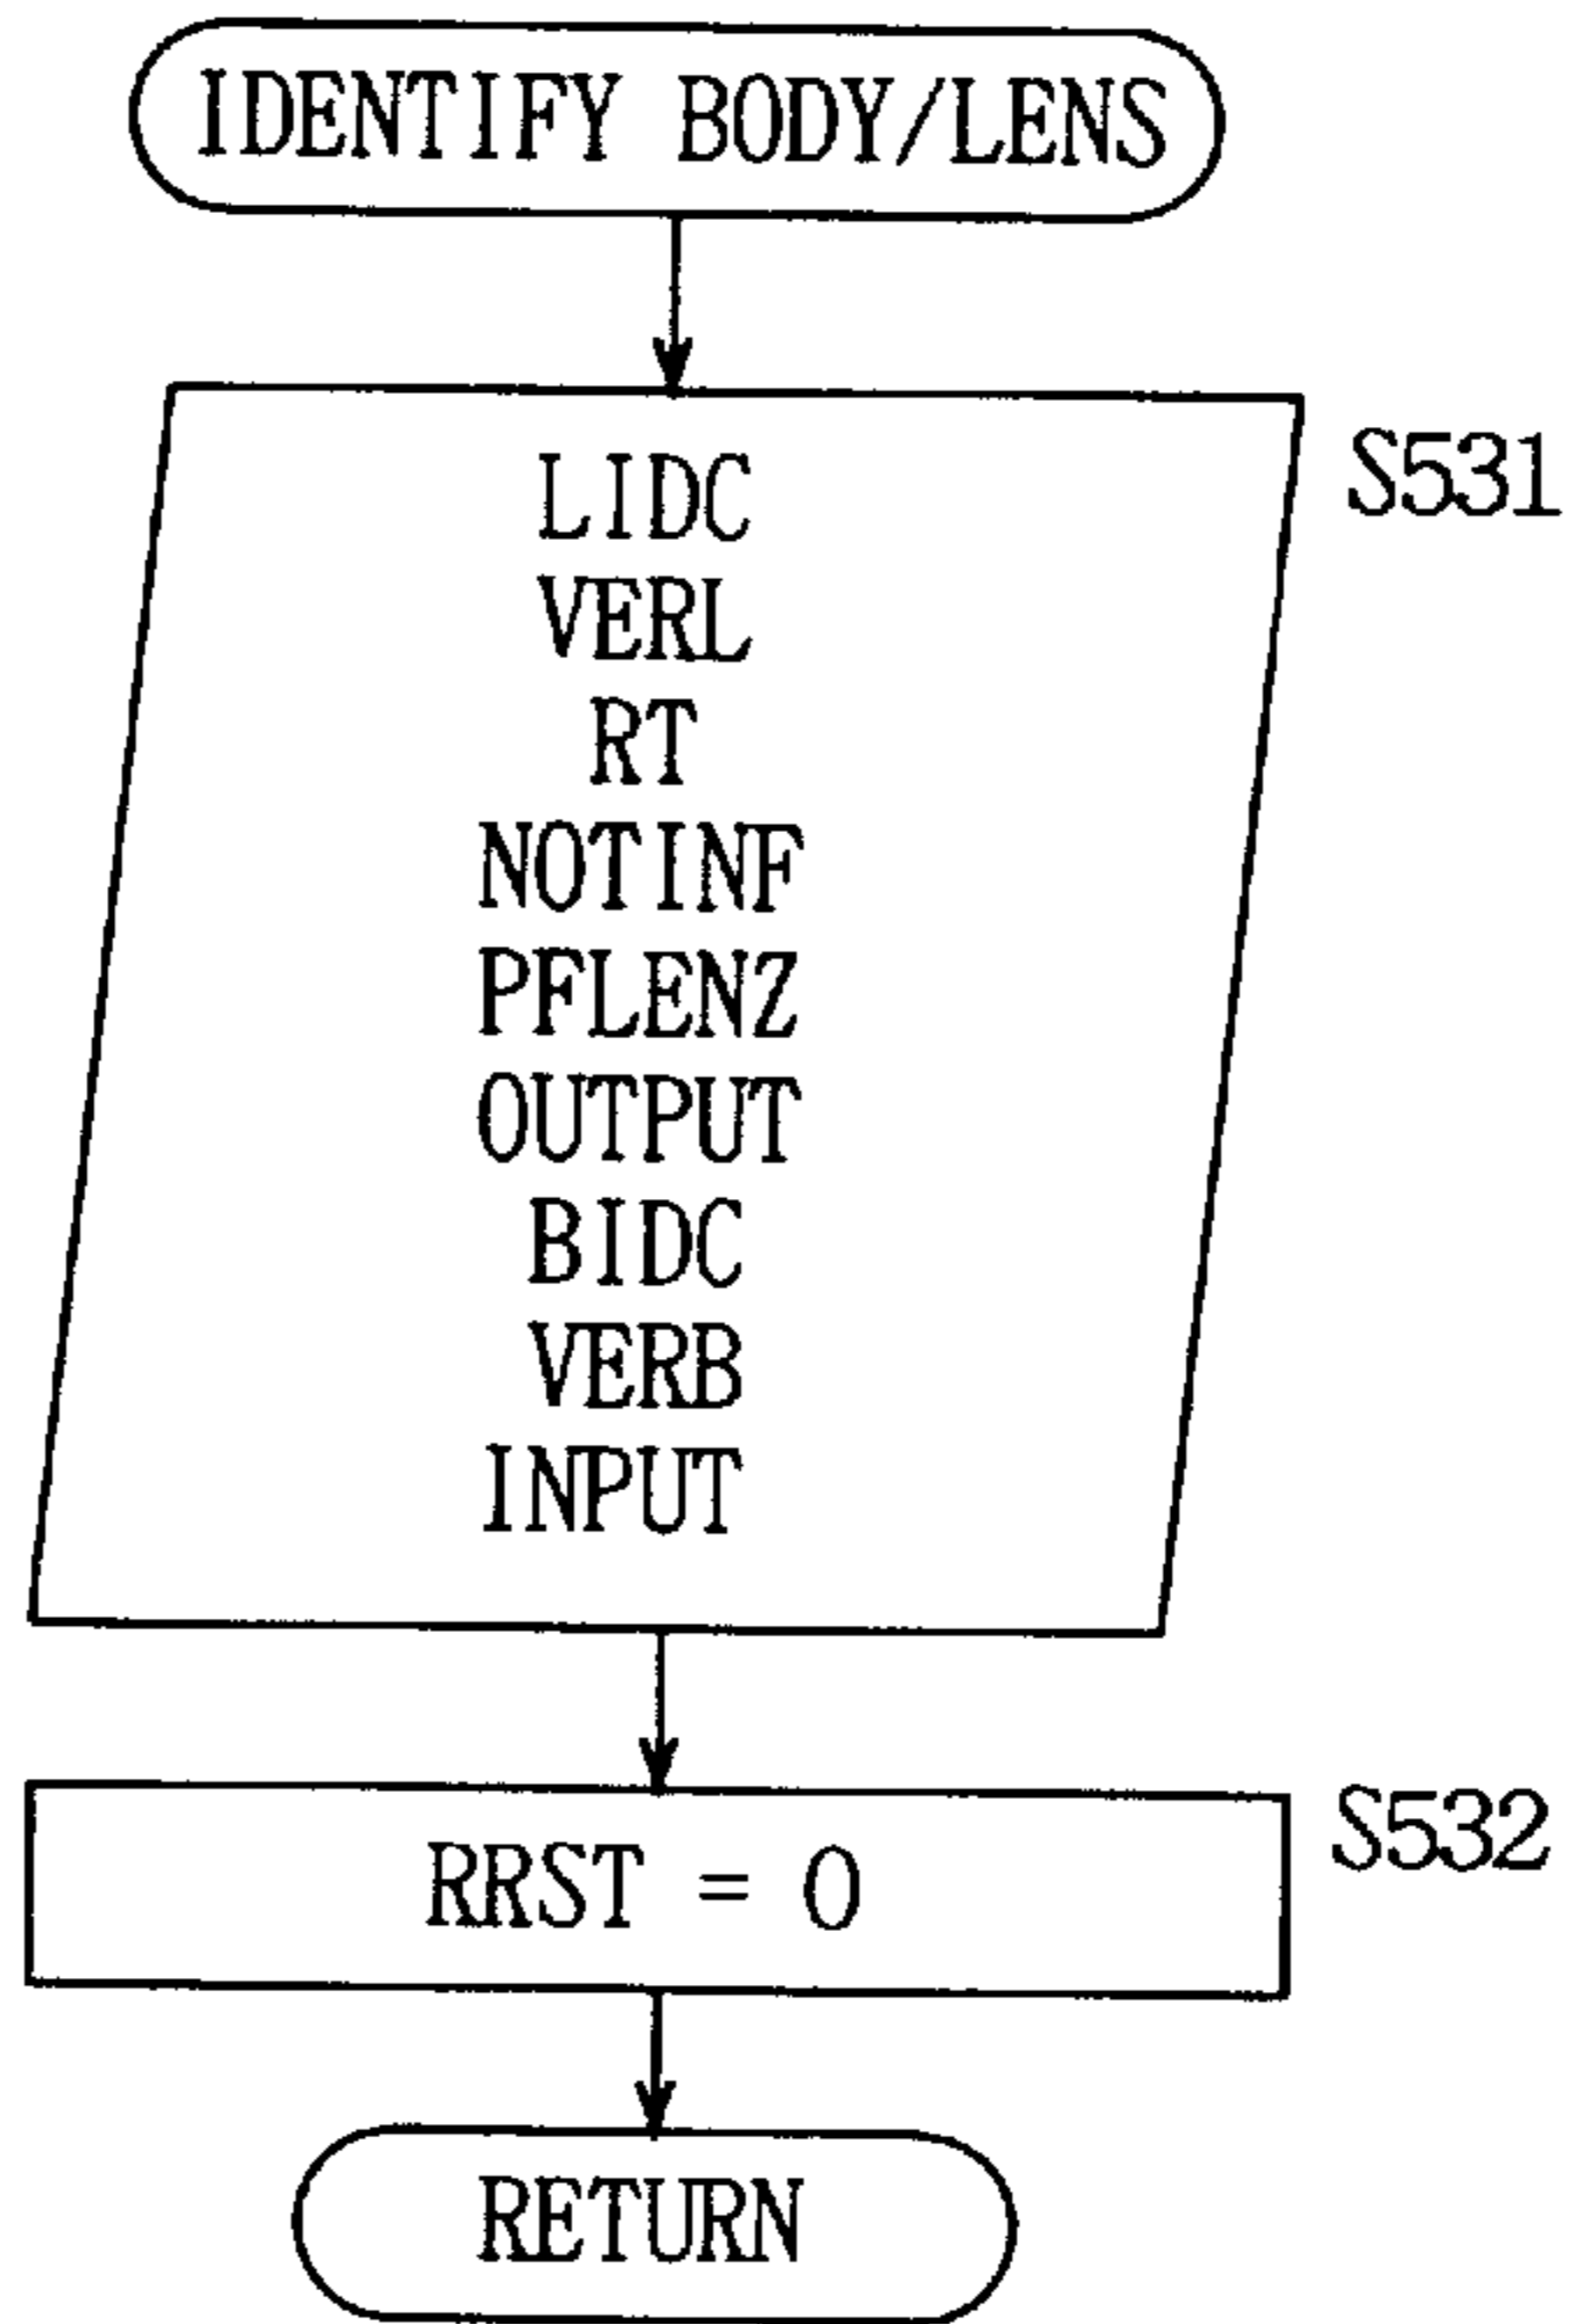 IDENTIFY BODY/LENS
S531
LIDC
VERL
RT
NOTINF
PFLENZ
OUTPUT
BIDC
VERB
INPUT
S532
RRST = 0
RETURN